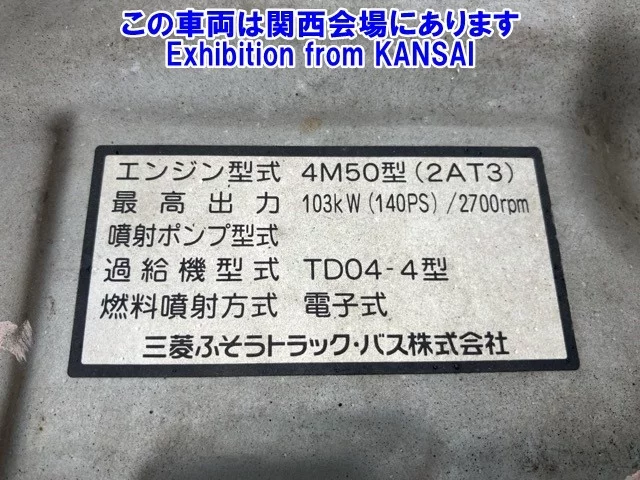 この車両は関西会場にあります
Exhibition from KANSAI
エンジン型式 4M50型(2AT3)
最高出力 103kW(140PS)/2700rpm
噴射ポンプ型式
過給機型式 TD04-4型
燃料噴射方式 電子式
三菱ふそうトラック・バス株式会社